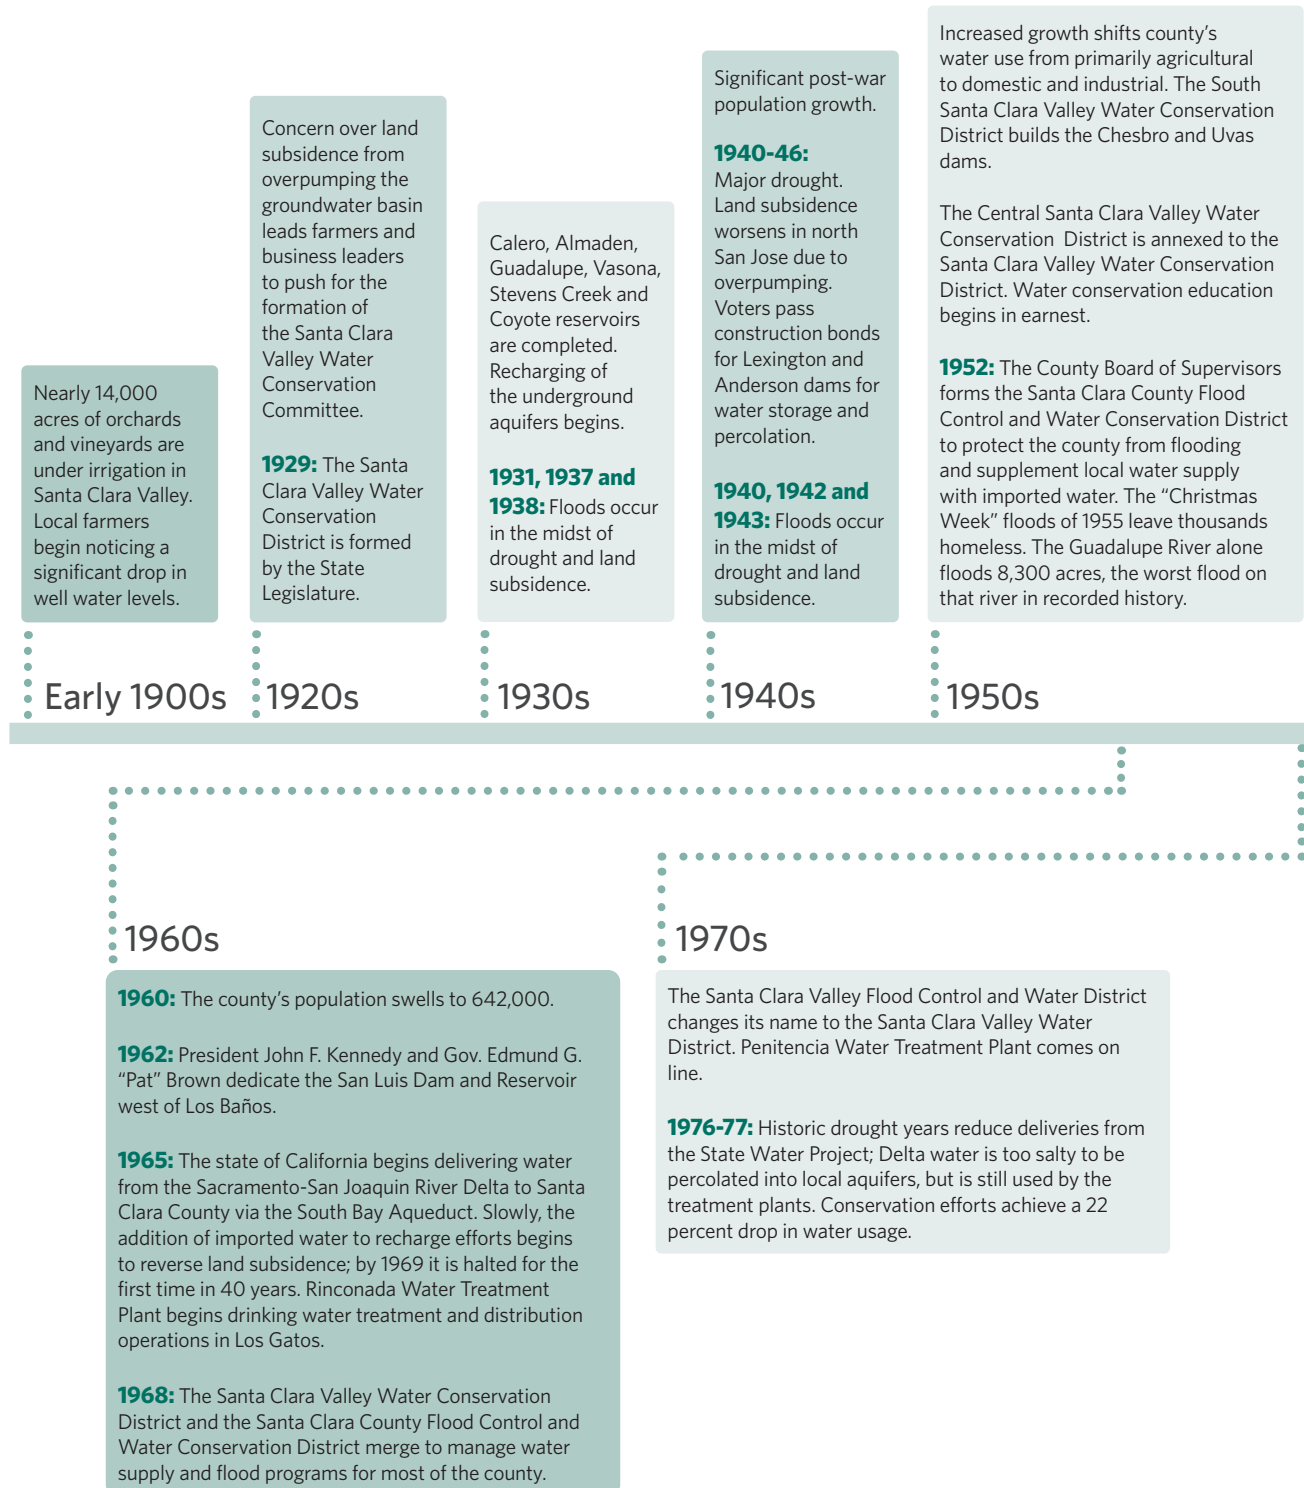 Nearly 14,000
acres of orchards
and vineyards are
under irrigation in
Santa Clara Valley.
Local farmers
begin noticing a
significant drop in
well water levels.
Early 1900s
Concern over land
subsidence from
overpumping the
groundwater basin
leads farmers and
business leaders
to push for the
formation of
the Santa Clara
Valley Water
Conservation
Committee.
1929: The Santa
Clara Valley Water
Conservation
District is formed
by the State
Legislature.
1920s
Calero, Almaden,
Guadalupe, Vasona,
Stevens Creek and
Coyote reservoirs
are completed.
Recharging of
the underground
aquifers begins.
1931, 1937 and
1938: Floods occur
in the midst of
drought and land
subsidence.
1930s
Significant post-war
population growth.
1940-46:
Major drought.
Land subsidence
worsens in north
San Jose due to
overpumping.
Voters pass
construction bonds
for Lexington and
Anderson dams for
water storage and
percolation.
1940, 1942 and
1943: Floods occur
in the midst of
drought and land
subsidence.
1940s
Increased growth shifts county’s
water use from primarily agricultural
to domestic and industrial. The South
Santa Clara Valley Water Conservation
District builds the Chesbro and Uvas
dams.
The Central Santa Clara Valley Water
Conservation District is annexed to the
Santa Clara Valley Water Conservation
District. Water conservation education
begins in earnest.
1952: The County Board of Supervisors
forms the Santa Clara County Flood
Control and Water Conservation District
to protect the county from flooding
and supplement local water supply
with imported water. The “Christmas
Week” floods of 1955 leave thousands
homeless. The Guadalupe River alone
floods 8,300 acres, the worst flood on
that river in recorded history.
1950s
1960s
1960: The county’s population swells to 642,000.
1962: President John F. Kennedy and Gov. Edmund G.
“Pat” Brown dedicate the San Luis Dam and Reservoir
west of Los Baños.
1965: The state of California begins delivering water
from the Sacramento-San Joaquin River Delta to Santa
Clara County via the South Bay Aqueduct. Slowly, the
addition of imported water to recharge efforts begins
to reverse land subsidence; by 1969 it is halted for the
first time in 40 years. Rinconada Water Treatment
Plant begins drinking water treatment and distribution
operations in Los Gatos.
1968: The Santa Clara Valley Water Conservation
District and the Santa Clara County Flood Control and
Water Conservation District merge to manage water
supply and flood programs for most of the county.
1970s
The Santa Clara Valley Flood Control and Water District
changes its name to the Santa Clara Valley Water
District. Penitencia Water Treatment Plant comes on
line.
1976-77: Historic drought years reduce deliveries from
the State Water Project; Delta water is too salty to be
percolated into local aquifers, but is still used by the
treatment plants. Conservation efforts achieve a 22
percent drop in water usage.